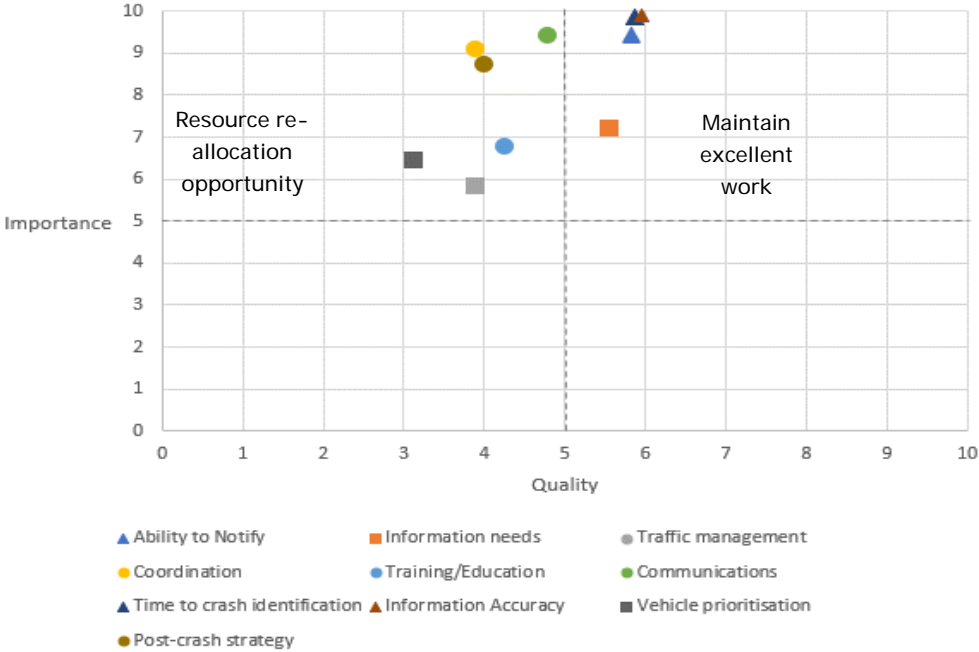 10
9
8
7
6
5
4
3
2
1
0
Importance
Resource re-
allocation
opportunity
Maintain
excellent
work
0 1 2 3 4 5 6 7 8 9 10
Quality
Ability to Notify Information needs Traffic management
Coordination Training/Education Communications
Time to crash identification Information Accuracy Vehicle prioritisation
Post-crash strategy